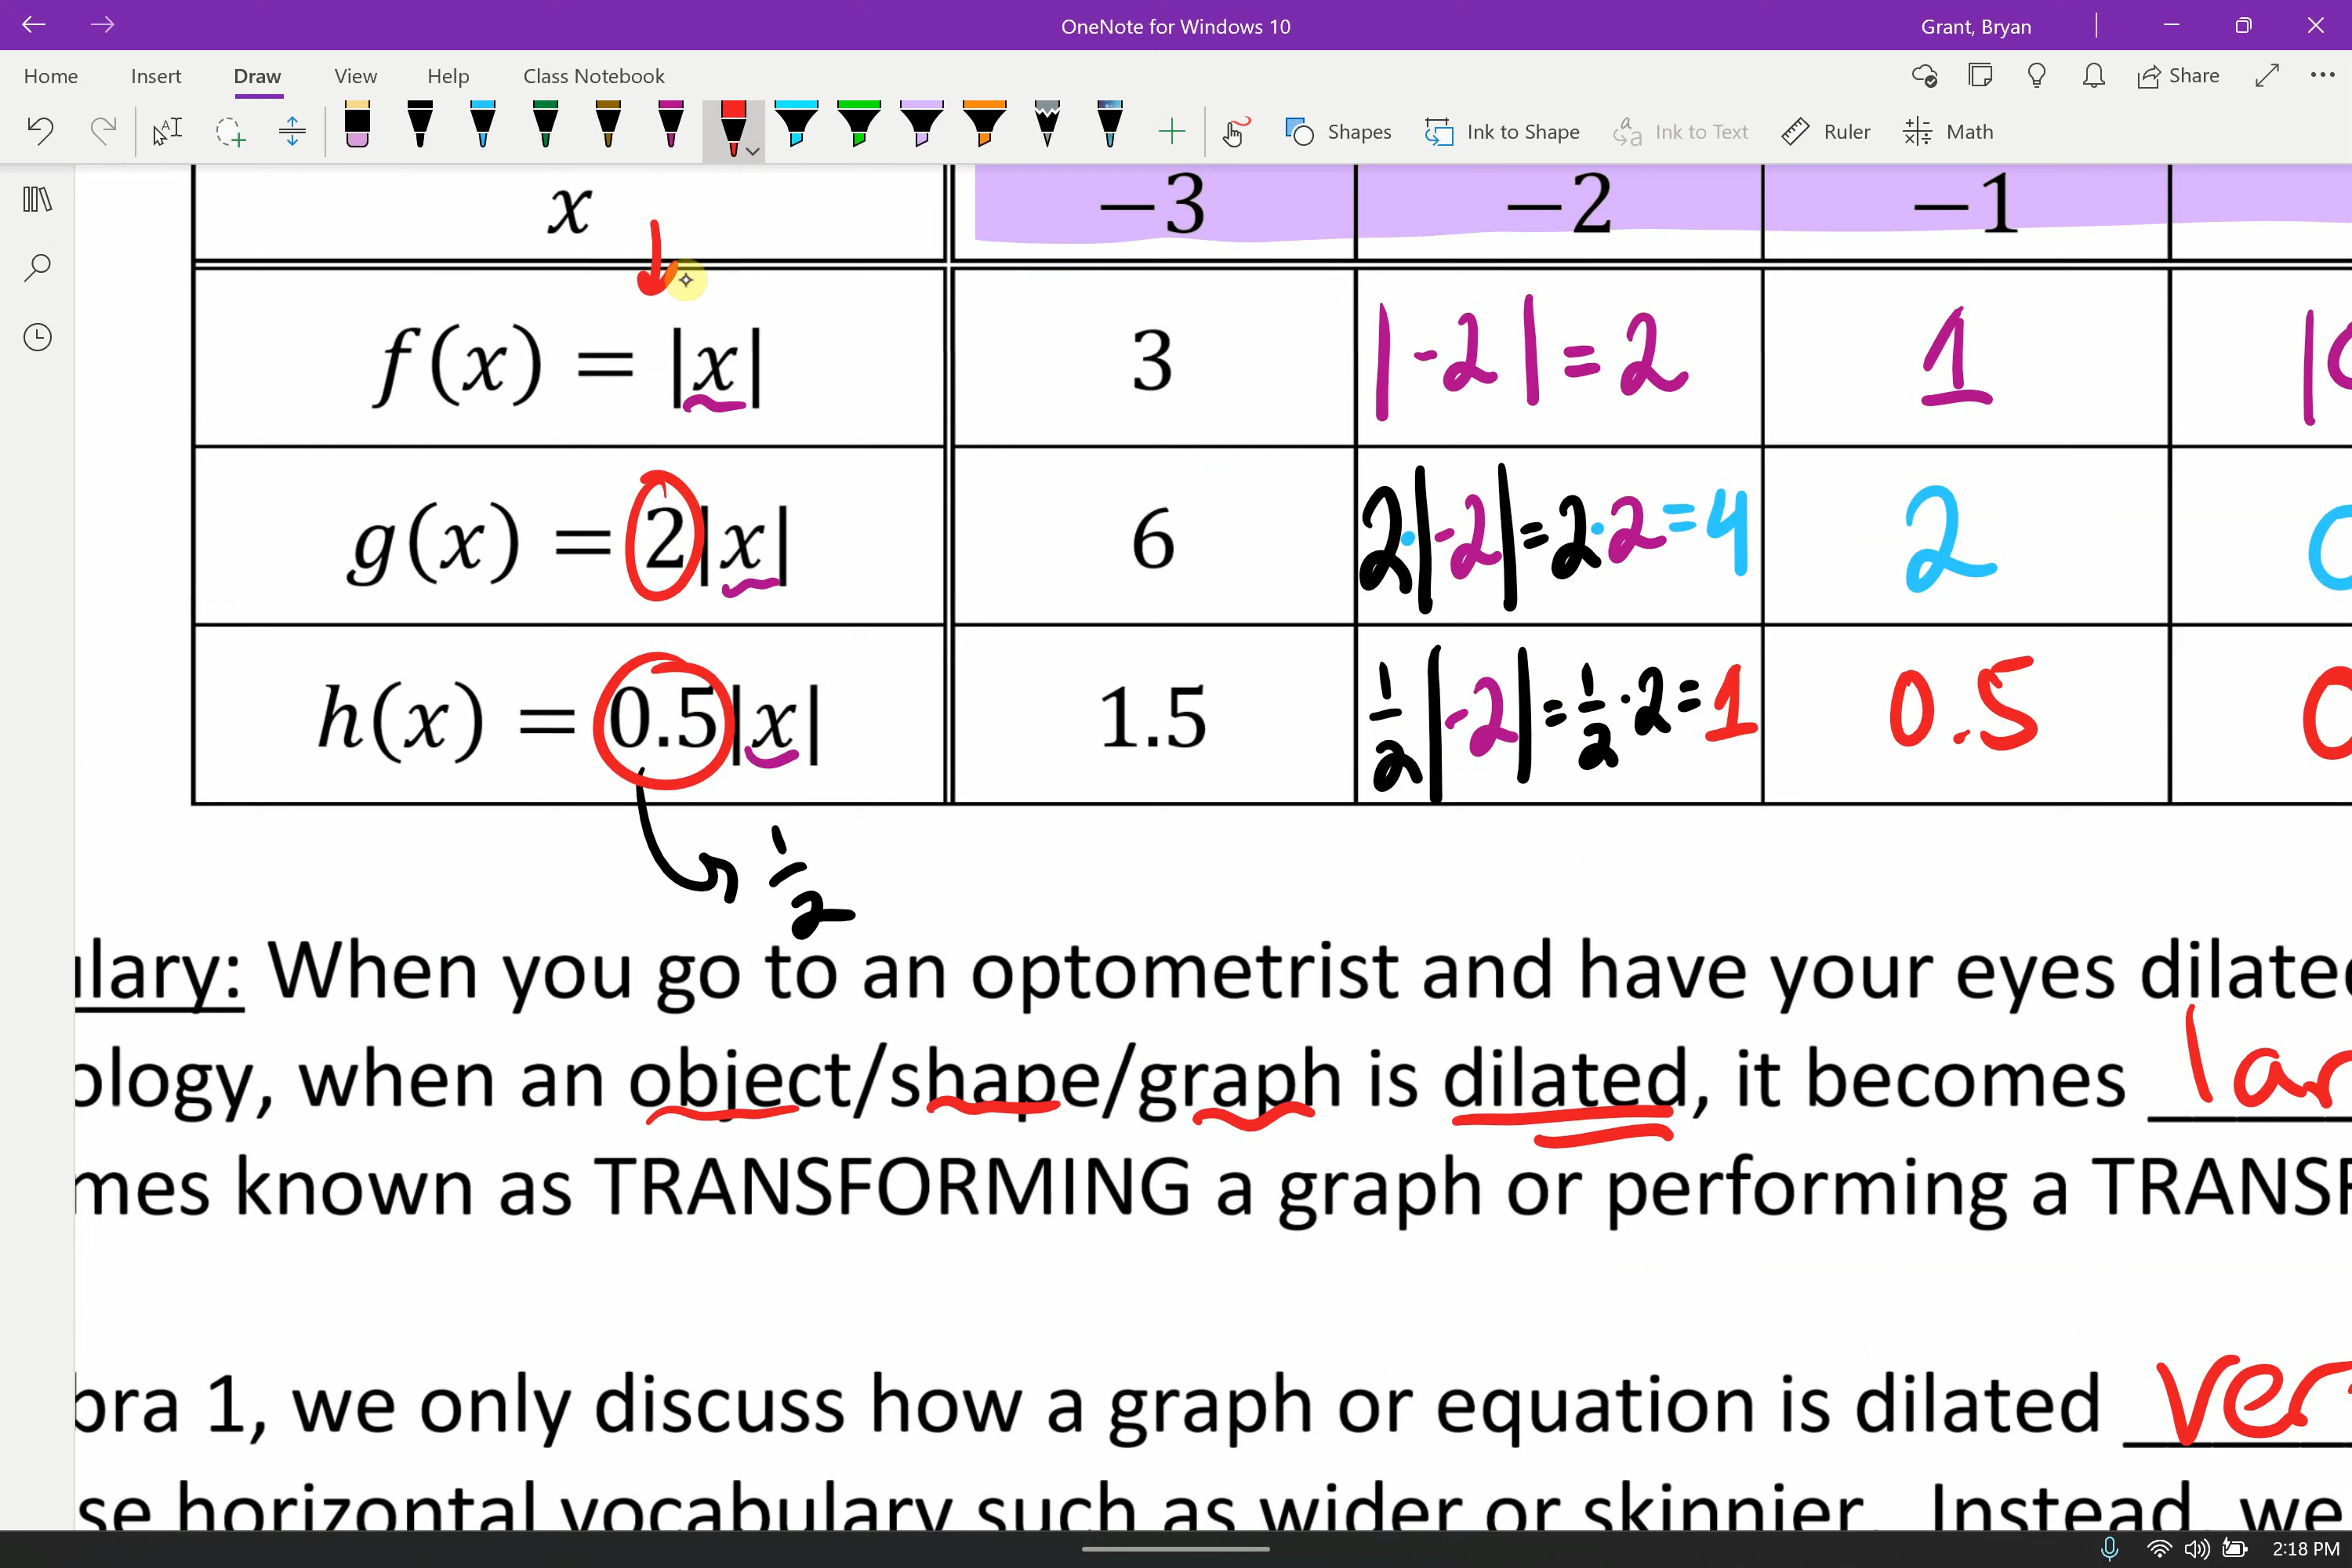 OneNote for Windows 10
Grant, Bryan
Home Insert Draw View Help Class Notebook
Share
Shapes Ink to Shape Ink to Text Ruler Math
x −3 −2 −1
f(x) = |x| 3 |-2|=2 1
g(x) = 2|x| 6 2·|-2|=2·2=4 2 0
h(x) = 0.5|x| 1.5 1/2|-2|=1/2·2=1 0.5 0
1/2
ulary: When you go to an optometrist and have your eyes dilated
ology, when an object/shape/graph is dilated, it becomes lar
mes known as TRANSFORMING a graph or performing a TRANSF
bra 1, we only discuss how a graph or equation is dilated ver
se horizontal vocabulary such as wider or skinnier. Instead, we
2:18 PM